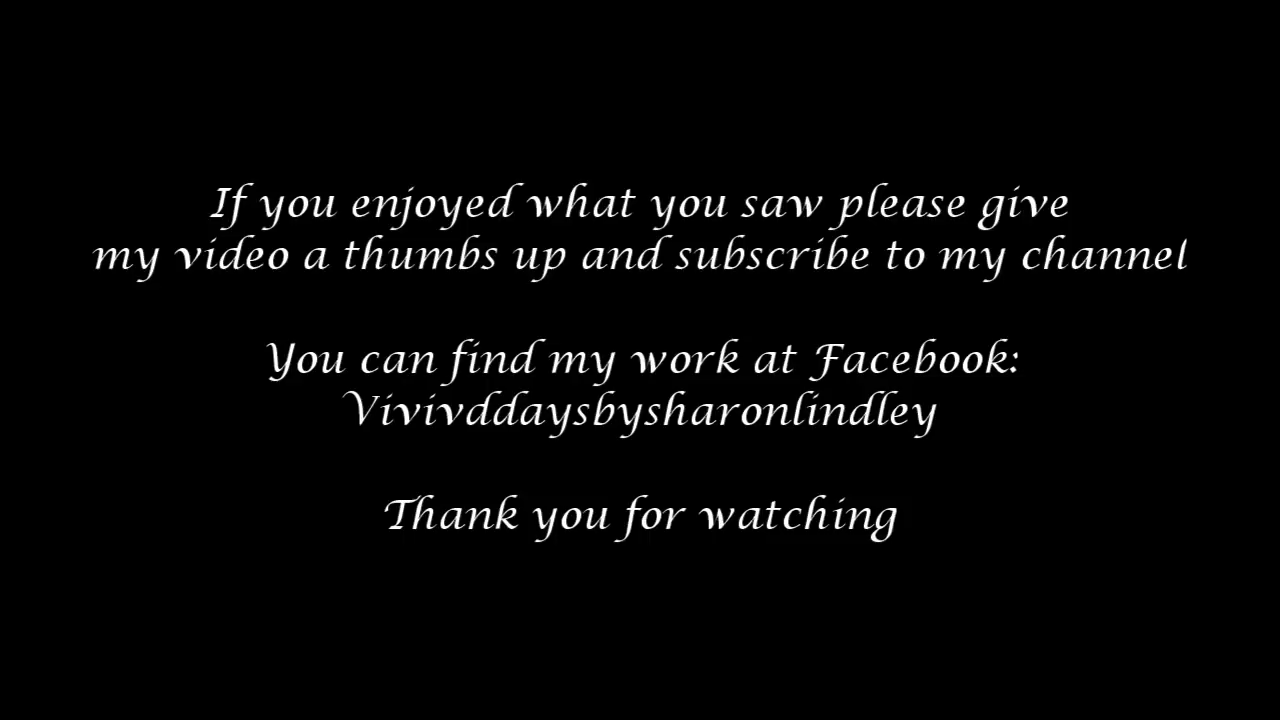 If you enjoyed what you saw please give
my video a thumbs up and subscribe to my channel
You can find my work at Facebook:
Vivivddaysbysharonlindley
Thank you for watching